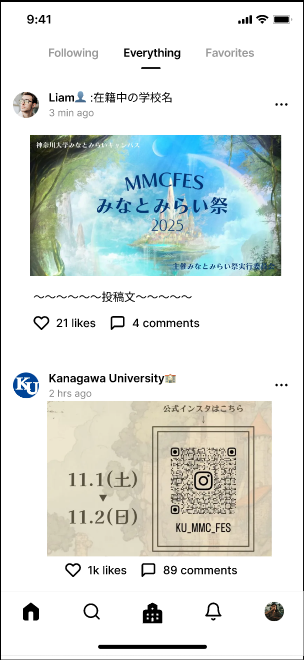 9:41
Following Everything Favorites
Liam👤 :在籍中の学校名
3 min ago
神奈川大学みなとみらいキャンパス
MMCFES
みなとみらい祭
2025
主催みなとみらい祭実行委員会
〜〜〜〜〜〜投稿文〜〜〜〜〜
21 likes 4 comments
KU
Kanagawa University🏫
2 hrs ago
公式インスタはこちら
11.1(土)
▼
11.2(日)
KU_MMC_FES
1k likes 89 comments